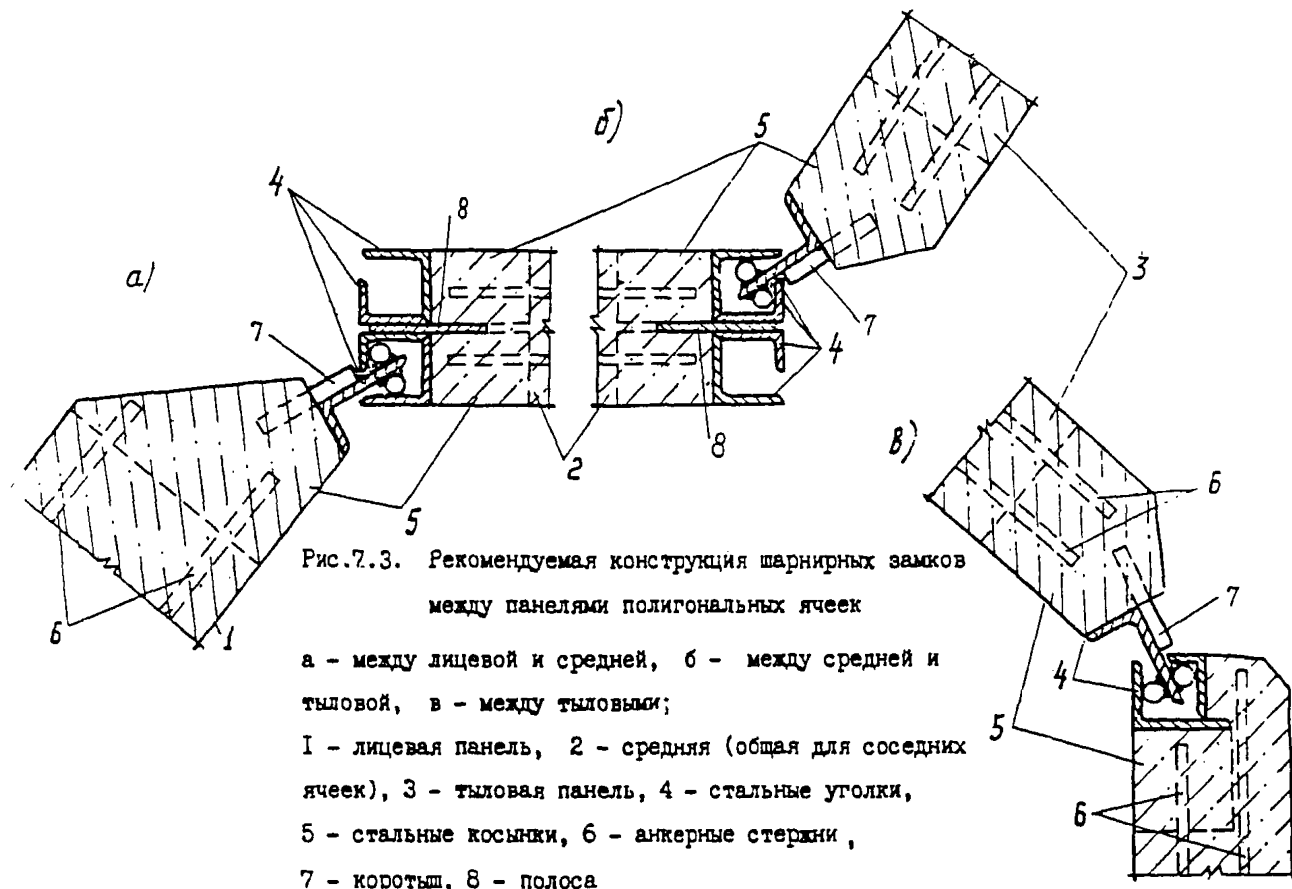 б)
5
3
4
8
а)
7
7
4
2
8
в)
6
5
6
1
7
4
5
6
Рис.7.3. Рекомендуемая конструкция шарнирных замков
между панелями полигональных ячеек
а - между лицевой и средней, б - между средней и
тыловой, в - между тыловыми;
I - лицевая панель, 2 - средняя (общая для соседних
ячеек), 3 - тыловая панель, 4 - стальные уголки,
5 - стальные косынки, 6 - анкерные стержни,
7 - коротыш, 8 - полоса